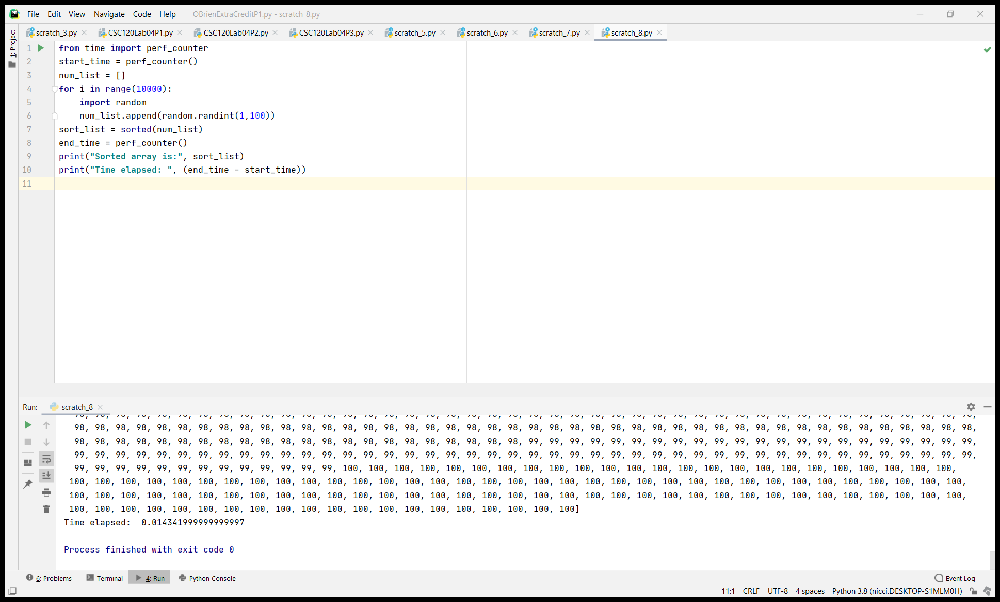 File Edit View Navigate Code Help OBrienExtraCreditP1.py - scratch_8.py
scratch_3.py CSC120Lab04P1.py CSC120Lab04P2.py CSC120Lab04P3.py scratch_5.py scratch_6.py scratch_7.py scratch_8.py
1: Project
1 from time import perf_counter
2 start_time = perf_counter()
3 num_list = []
4 for i in range(10000):
5 import random
6 num_list.append(random.randint(1,100))
7 sort_list = sorted(num_list)
8 end_time = perf_counter()
9 print("Sorted array is:", sort_list)
10 print("Time elapsed: ", (end_time - start_time))
11
Run: scratch_8
98, 98, 98, 98, 98, 98, 98, 98, 98, 98, 98, 98, 98, 98, 98, 98, 98, 98, 98, 98, 98, 98, 98, 98, 98, 98, 98, 98, 98, 98, 98, 98, 98, 98, 98, 98, 98, 98, 98, 98, 98, 98, 98, 98,
98, 98, 98, 98, 98, 98, 98, 98, 98, 98, 98, 98, 98, 98, 98, 98, 98, 98, 98, 98, 98, 98, 99, 99, 99, 99, 99, 99, 99, 99, 99, 99, 99, 99, 99, 99, 99, 99, 99, 99, 99, 99, 99, 99,
99, 99, 99, 99, 99, 99, 99, 99, 99, 99, 99, 99, 99, 99, 99, 99, 99, 99, 99, 99, 99, 99, 99, 99, 99, 99, 99, 99, 99, 99, 99, 99, 99, 99, 99, 99, 99, 99, 99, 99, 99, 99, 99, 99,
99, 99, 99, 99, 99, 99, 99, 99, 99, 99, 99, 99, 99, 100, 100, 100, 100, 100, 100, 100, 100, 100, 100, 100, 100, 100, 100, 100, 100, 100, 100, 100, 100, 100, 100, 100, 100,
100, 100, 100, 100, 100, 100, 100, 100, 100, 100, 100, 100, 100, 100, 100, 100, 100, 100, 100, 100, 100, 100, 100, 100, 100, 100, 100, 100, 100, 100, 100, 100, 100, 100, 100,
100, 100, 100, 100, 100, 100, 100, 100, 100, 100, 100, 100, 100, 100, 100, 100, 100, 100, 100, 100, 100, 100, 100, 100, 100, 100, 100, 100, 100, 100, 100, 100, 100, 100, 100,
100, 100, 100, 100, 100, 100, 100, 100, 100, 100, 100, 100, 100, 100, 100, 100, 100, 100, 100, 100]
Time elapsed:  0.014341999999999997
Process finished with exit code 0
6: Problems Terminal 4: Run Python Console Event Log
11:1 CRLF UTF-8 4 spaces Python 3.8 (nicci.DESKTOP-S1MLM0H)